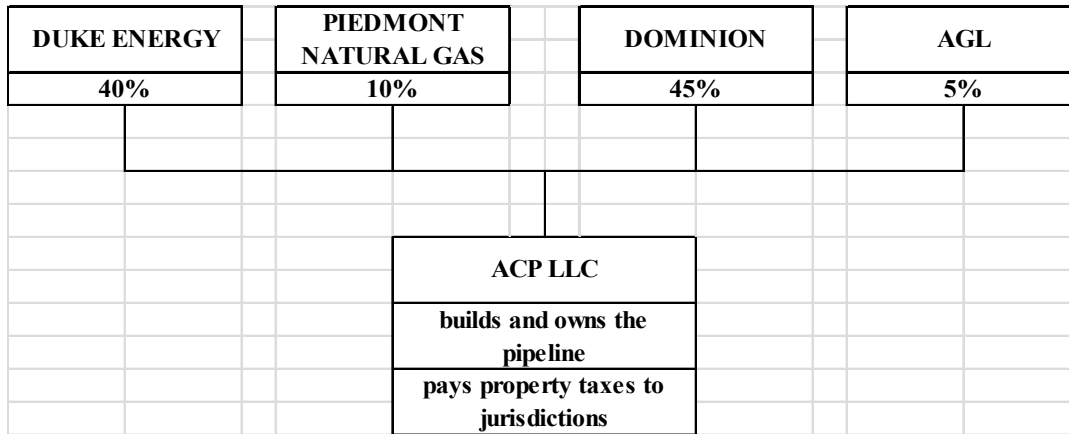 DUKE ENERGY
PIEDMONT
NATURAL GAS
DOMINION
AGL
40%
10%
45%
5%
ACP LLC
builds and owns the
pipeline
pays property taxes to
jurisdictions